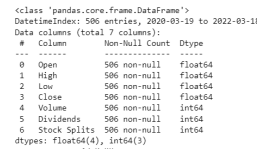 <class 'pandas.core.frame.DataFrame'>
DatetimeIndex: 506 entries, 2020-03-19 to 2022-03-18
Data columns (total 7 columns):
 #   Column        Non-Null Count  Dtype
---  ------        --------------  -----
 0   Open          506 non-null    float64
 1   High          506 non-null    float64
 2   Low           506 non-null    float64
 3   Close         506 non-null    float64
 4   Volume        506 non-null    int64
 5   Dividends     506 non-null    int64
 6   Stock Splits  506 non-null    int64
dtypes: float64(4), int64(3)